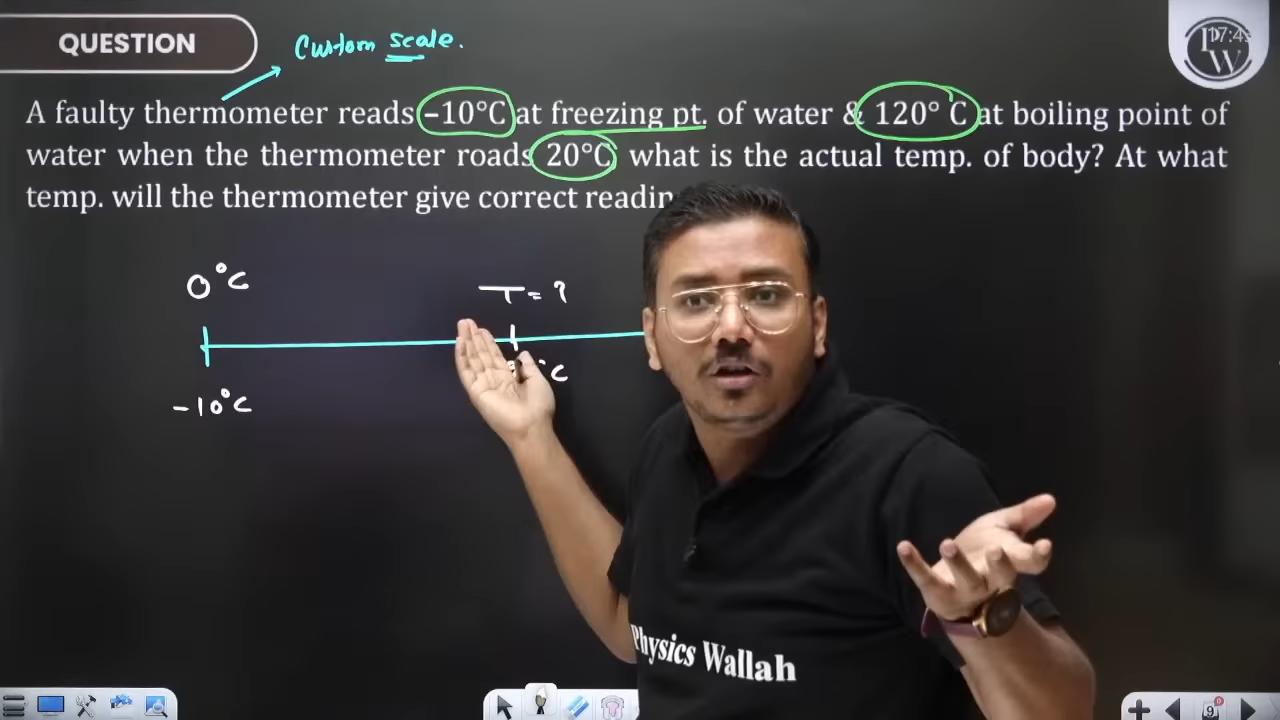 QUESTION
Custom scale.
A faulty thermometer reads –10°C at freezing pt. of water & 120° C at boiling point of
water when the thermometer roads 20°C what is the actual temp. of body? At what
temp. will the thermometer give correct readin
0°C
T = ?
°C
-10°C
Physics Wallah
9